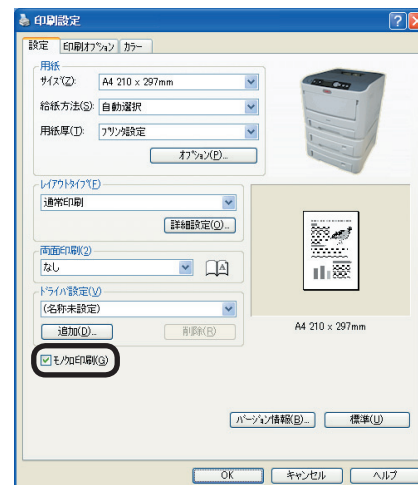 印刷設定
設定 印刷ｵﾌﾟｼｮﾝ ｶﾗｰ
用紙
ｻｲｽﾞ(Z): A4 210 x 297mm
給紙方法(S): 自動選択
用紙厚(T): ﾌﾟﾘﾝﾀ設定
ｵﾌﾟｼｮﾝ(P)...
ﾚｲｱｳﾄﾀｲﾌﾟ(E)
通常印刷
詳細設定(O)...
両面印刷(2)
なし
ﾄﾞﾗｲﾊﾞ設定(V)
(名称未設定)
追加(D)... 削除(R)
A4 210 x 297mm
ﾓﾉｸﾛ印刷(G)
ﾊﾞｰｼﾞｮﾝ情報(B)... 標準(U)
OK ｷｬﾝｾﾙ ﾍﾙﾌﾟ